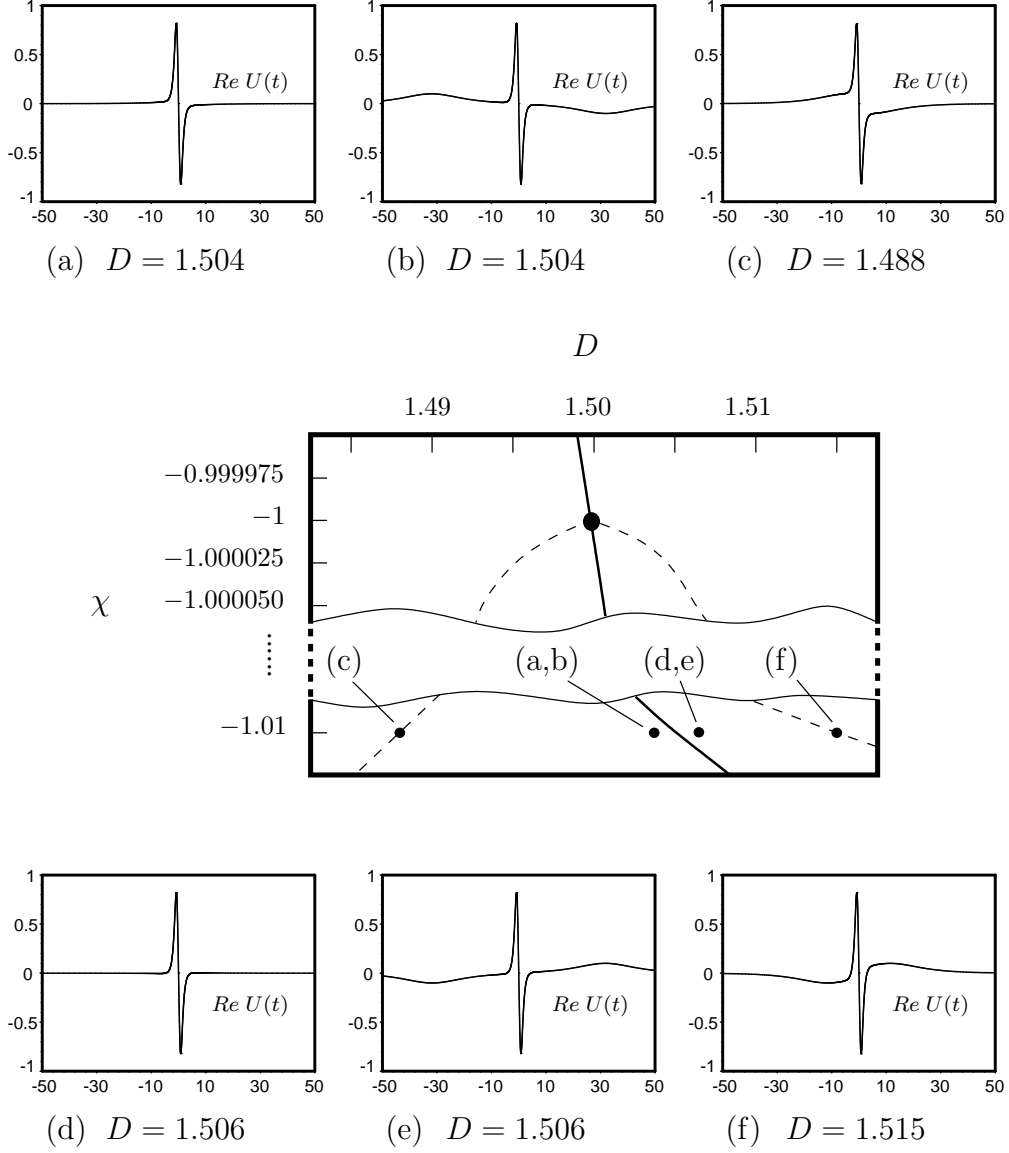 1
0.5
0
-0.5
-1
-50 -30 -10 10 30 50
Re U(t)
(a) D = 1.504
1
0.5
0
-0.5
-1
-50 -30 -10 10 30 50
Re U(t)
(b) D = 1.504
1
0.5
0
-0.5
-1
-50 -30 -10 10 30 50
Re U(t)
(c) D = 1.488
D
1.49 1.50 1.51
−0.999975
−1
−1.000025
χ
−1.000050
(c) (a,b) (d,e) (f)
−1.01
1
0.5
0
-0.5
-1
-50 -30 -10 10 30 50
Re U(t)
(d) D = 1.506
1
0.5
0
-0.5
-1
-50 -30 -10 10 30 50
Re U(t)
(e) D = 1.506
1
0.5
0
-0.5
-1
-50 -30 -10 10 30 50
Re U(t)
(f) D = 1.515